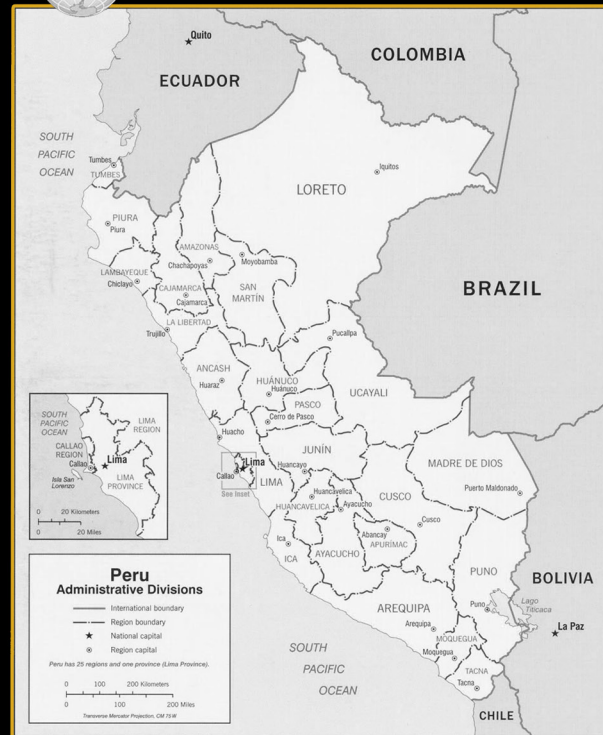 Quito
COLOMBIA
ECUADOR
SOUTH
PACIFIC
OCEAN
Tumbes
TUMBES
Iquitos
LORETO
PIURA
Piura
AMAZONAS
Chachapoyas
Moyobamba
LAMBAYEQUE
Chiclayo
CAJAMARCA
Cajamarca
SAN
MARTÍN
BRAZIL
LA LIBERTAD
Trujillo
Pucallpa
ANCASH
Huaraz
HUÁNUCO
Huánuco
UCAYALI
PASCO
Cerro de Pasco
Huacho
JUNÍN
Lima
Callao
LIMA
See Inset
Huancayo
MADRE DE DIOS
Puerto Maldonado
Huancavelica
HUANCAVELICA
Ayacucho
CUSCO
Cusco
Abancay
APURÍMAC
Ica
ICA
AYACUCHO
PUNO
Puno
Lago
Titicaca
BOLIVIA
La Paz
AREQUIPA
Arequipa
MOQUEGUA
Moquegua
TACNA
Tacna
CHILE
SOUTH
PACIFIC
OCEAN
SOUTH
PACIFIC
OCEAN
LIMA
REGION
CALLAO
REGION
Callao
Lima
Isla San
Lorenzo
LIMA
PROVINCE
0 20 Kilometers
0 20 Miles
Peru
Administrative Divisions
International boundary
Region boundary
National capital
Region capital
Peru has 25 regions and one province (Lima Province).
0 100 200 Kilometers
0 100 200 Miles
Transverse Mercator Projection, CM 75 W